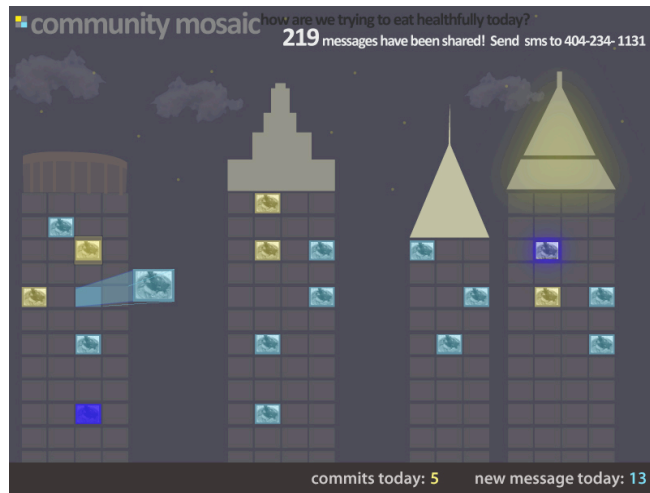 community mosaic
how are we trying to eat healthfully today?
219 messages have been shared! Send sms to 404-234- 1131
commits today: 5 new message today: 13